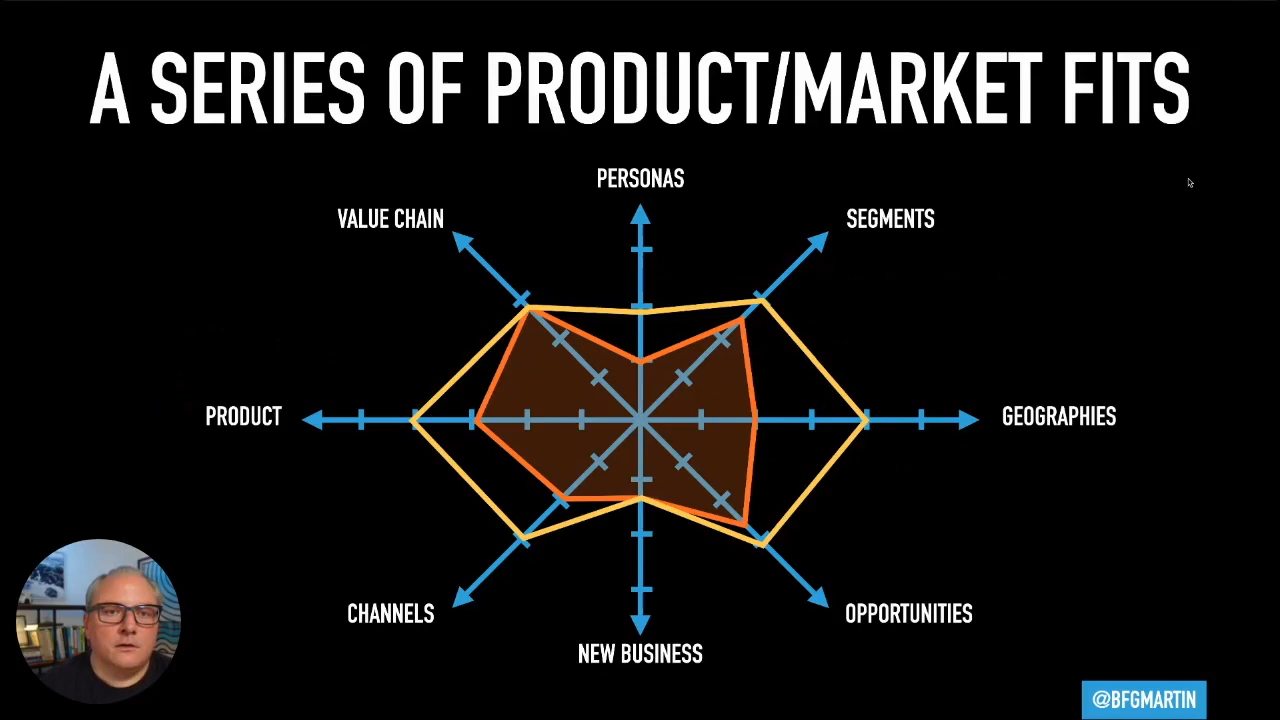 A SERIES OF PRODUCT/MARKET FITS
PERSONAS
VALUE CHAIN
SEGMENTS
PRODUCT
GEOGRAPHIES
CHANNELS
OPPORTUNITIES
NEW BUSINESS
@BFGMARTIN